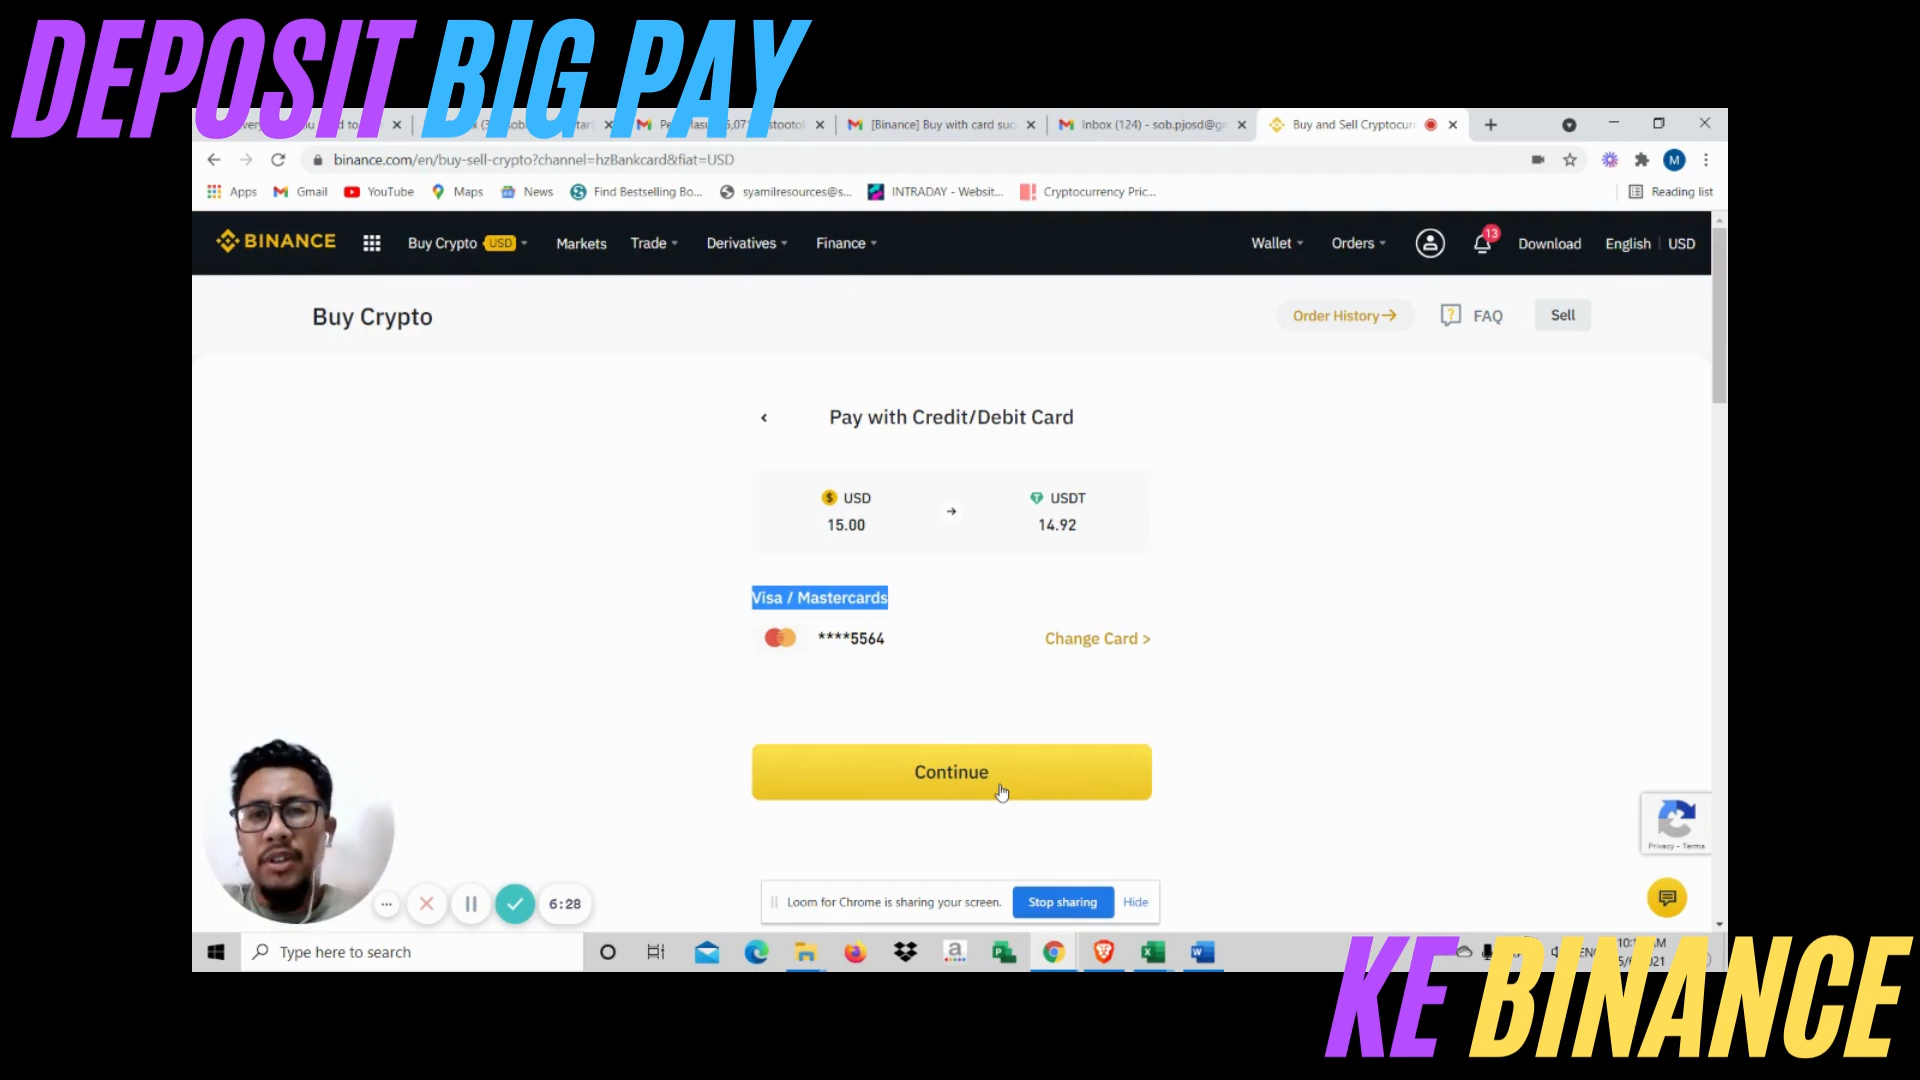 DEPOSIT BIG PAY
[Binace] Buy with card suc
Inbox (124) - sob.pjosd@gm
Buy and Sell Cryptocurr
binance.com/en/buy-sell-crypto?channel=hzBankcard&fiat=USD
Apps
Gmail
YouTube
Maps
News
Find Bestselling Bo...
syamilresources@s...
INTRADAY - Websit...
Cryptocurrency Pric...
Reading list
BINANCE
Buy Crypto USD
Markets
Trade
Derivatives
Finance
Wallet
Orders
13
Download
English
USD
Buy Crypto
Order History
FAQ
Sell
Pay with Credit/Debit Card
USD
15.00
USDT
14.92
Visa / Mastercards
****5564
Change Card >
Continue
Privacy - Terms
6:28
Loom for Chrome is sharing your screen.
Stop sharing
Hide
Type here to search
KE BINANCE